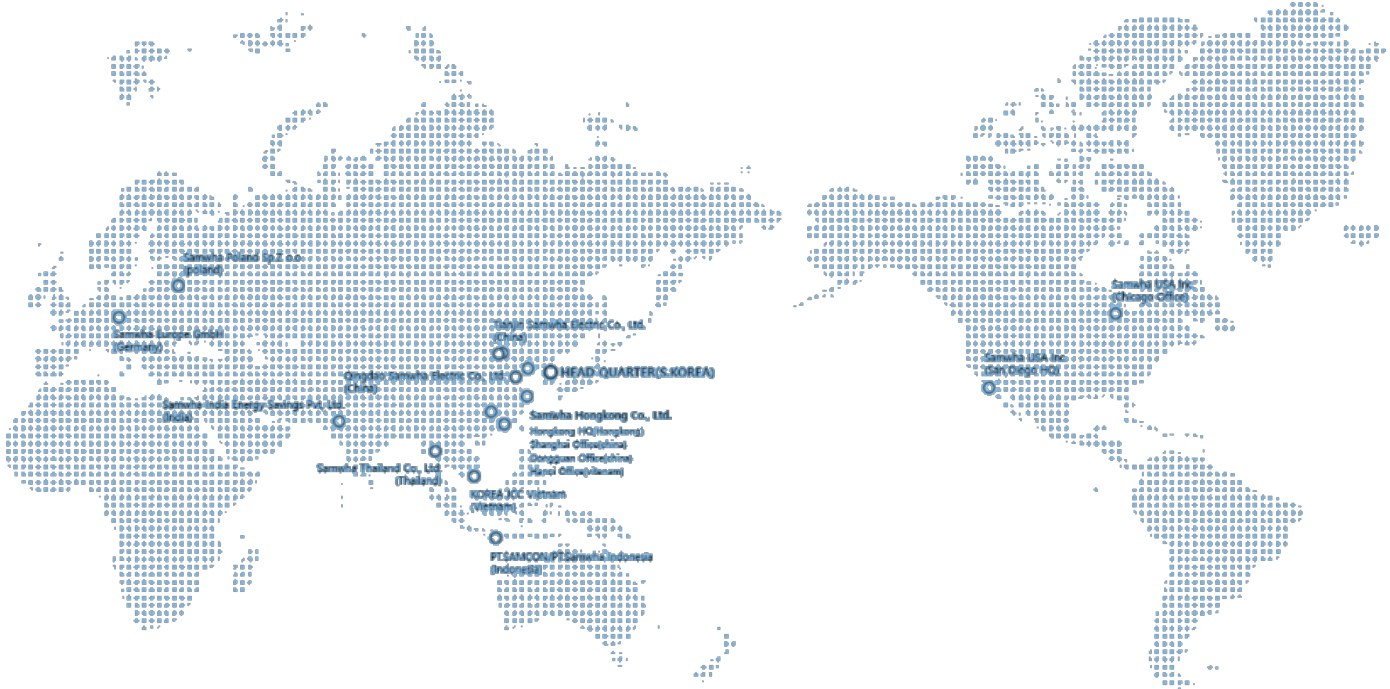 Samwha Poland Sp.Z o.o.
(poland)
Samwha Europe GmbH
(Germany)
Tianjin Samwha Electric Co., Ltd.
(China)
Qingdao Samwha Electric Co., Ltd.
(China)
HEAD QUARTER(S.KOREA)
Samwha India Energy Savings Pvt. Ltd.
(India)
Samwha Hongkong Co., Ltd.
Hongkong HQ(Hongkong)
Shanghai Office(china)
Dongguan Office(china)
Hanoi Office(vitenam)
Samwha Thailand Co., Ltd.
(Thailand)
KOREA JCC Vietnam
(Vietnam)
PT.SAMCON/PT.Samwha Indonesia
(Indonesia)
Samwha USA Inc.
(Chicago Office)
Samwha USA Inc.
(San Diego HQ)